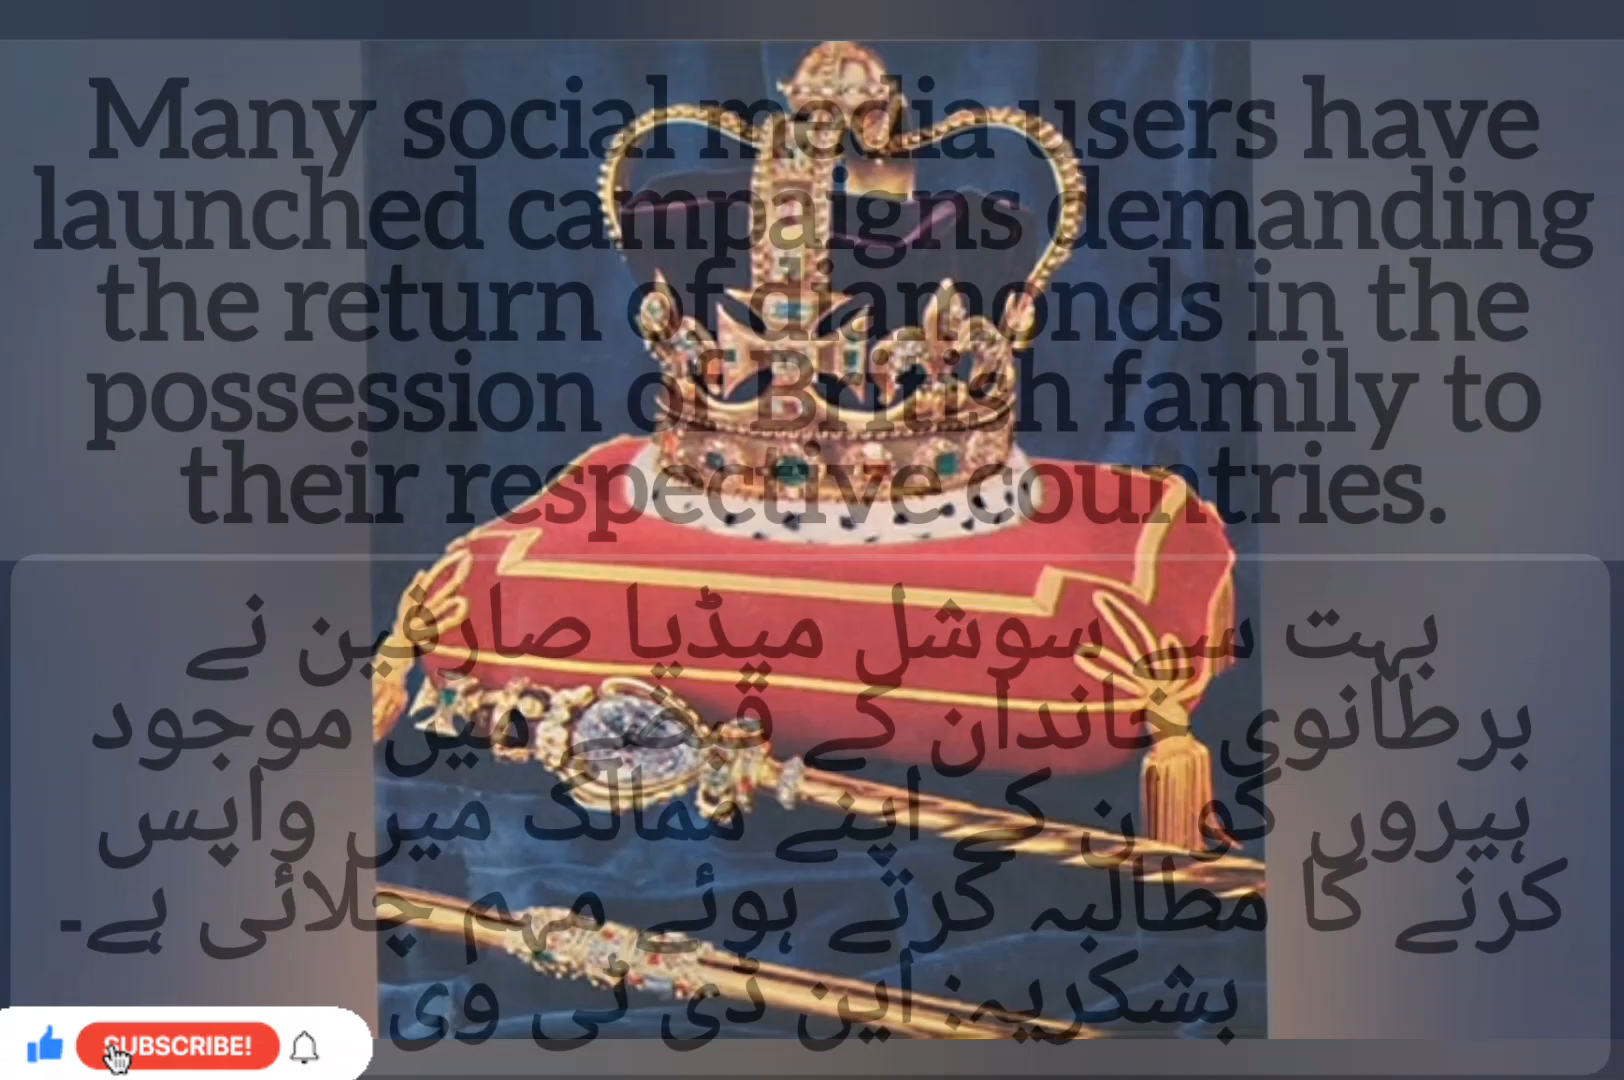 Many social media users have
launched campaigns demanding
the return of diamonds in the
possession of British family to
their respective countries.
بہت سے سوشل میڈیا صارفین نے
برطانوی خاندان کے قبضے میں موجود
ہیروں کو ان کے اپنے ممالک میں واپس
کرنے کا مطالبہ کرتے ہوئے مہم چلائی ہے۔
بشکریہ: این ڈی ٹی وی
SUBSCRIBE!